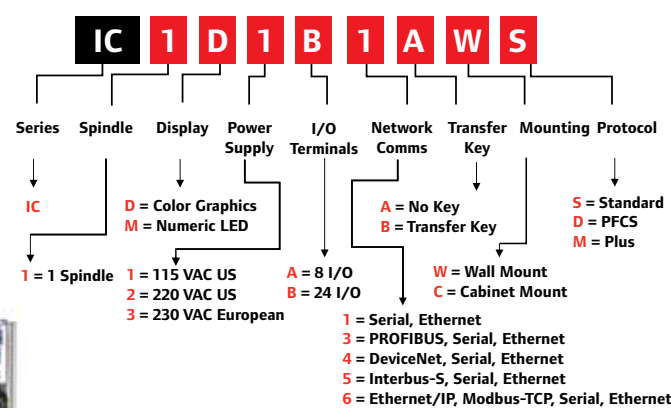 IC 1 D 1 B 1 A W S
Series Spindle Display Power Supply I/O Terminals Network Comms Transfer Key Mounting Protocol
IC
1 = 1 Spindle
D = Color Graphics
M = Numeric LED
1 = 115 VAC US
2 = 220 VAC US
3 = 230 VAC European
A = 8 I/O
B = 24 I/O
1 = Serial, Ethernet
3 = PROFIBUS, Serial, Ethernet
4 = DeviceNet, Serial, Ethernet
5 = Interbus-S, Serial, Ethernet
6 = Ethernet/IP, Modbus-TCP, Serial, Ethernet
A = No Key
B = Transfer Key
W = Wall Mount
C = Cabinet Mount
S = Standard
D = PFCS
M = Plus